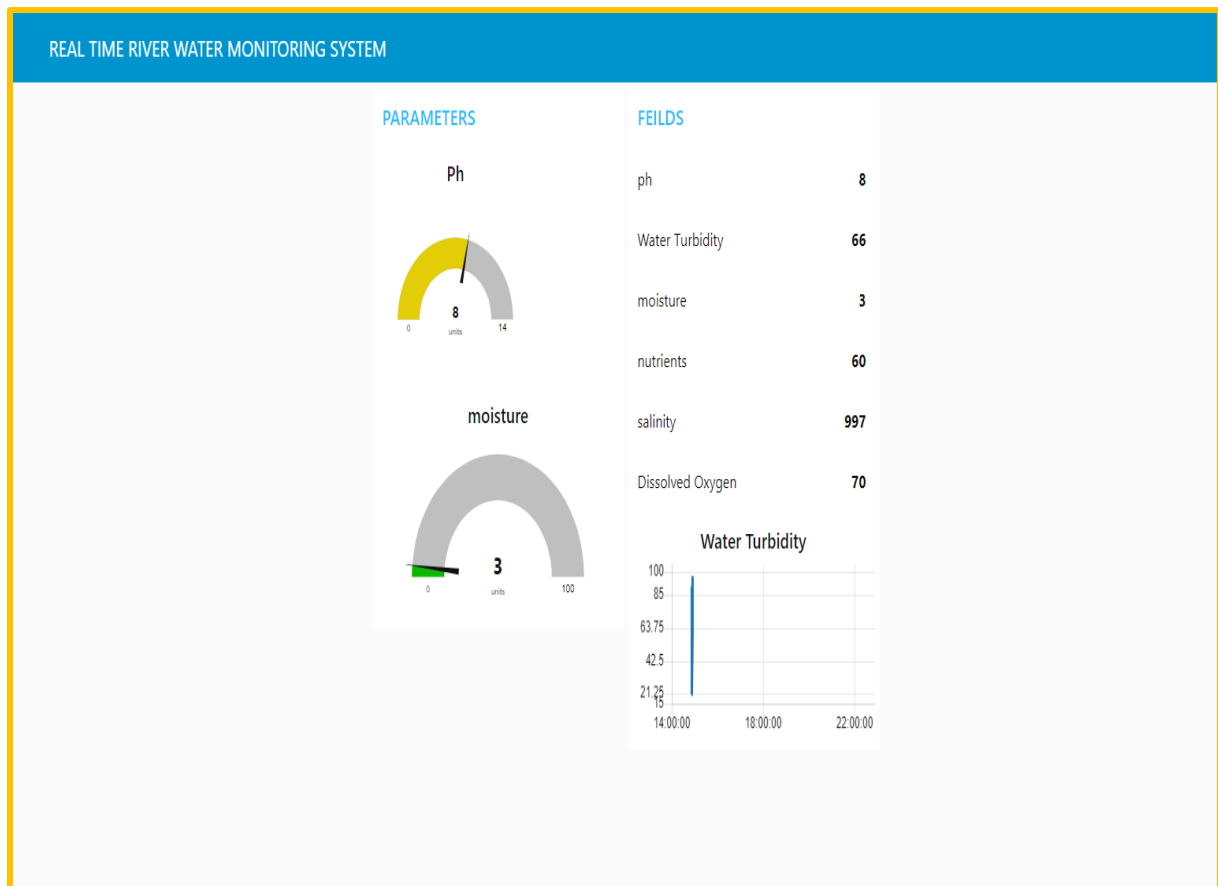 REAL TIME RIVER WATER MONITORING SYSTEM
PARAMETERS
Ph
8
units
0
14
moisture
3
units
0
100
FEILDS
ph 8
Water Turbidity 66
moisture 3
nutrients 60
salinity 997
Dissolved Oxygen 70
Water Turbidity
100
85
63.75
42.5
21.25
15
14:00:00 18:00:00 22:00:00